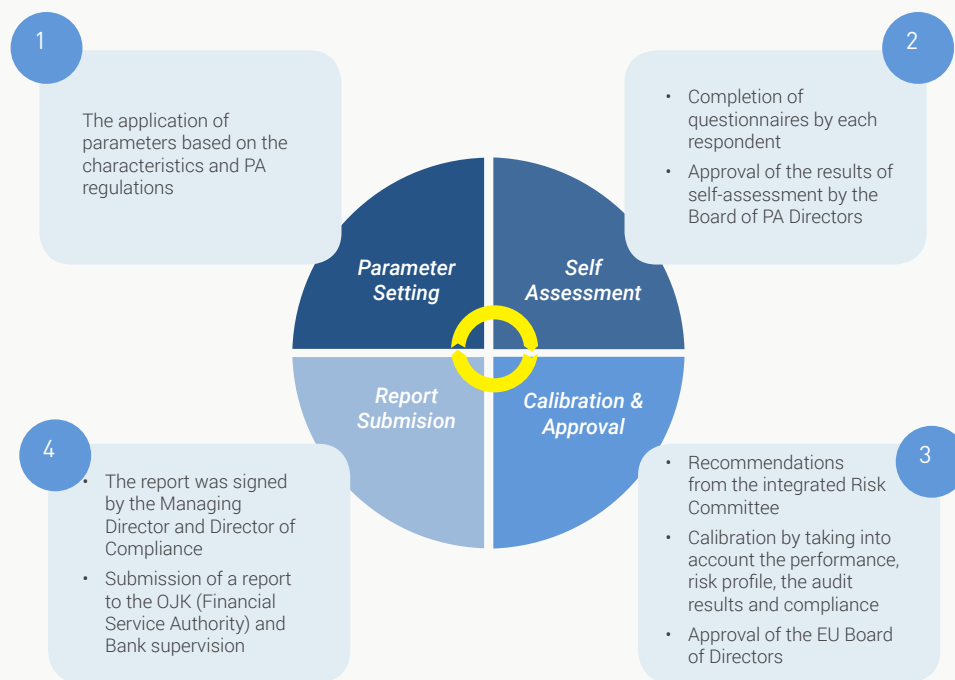 1
The application of
parameters based on the
characteristics and PA
regulations
2
• Completion of
questionnaires by each
respondent
• Approval of the results of
self-assessment by the
Board of PA Directors
Parameter
Setting
Self
Assessment
Report
Submision
Calibration &
Approval
4
• The report was signed
by the Managing
Director and Director of
Compliance
• Submission of a report
to the OJK (Financial
Service Authority) and
Bank supervision
3
• Recommendations
from the integrated Risk
Committee
• Calibration by taking into
account the performance,
risk profile, the audit
results and compliance
• Approval of the EU Board
of Directors